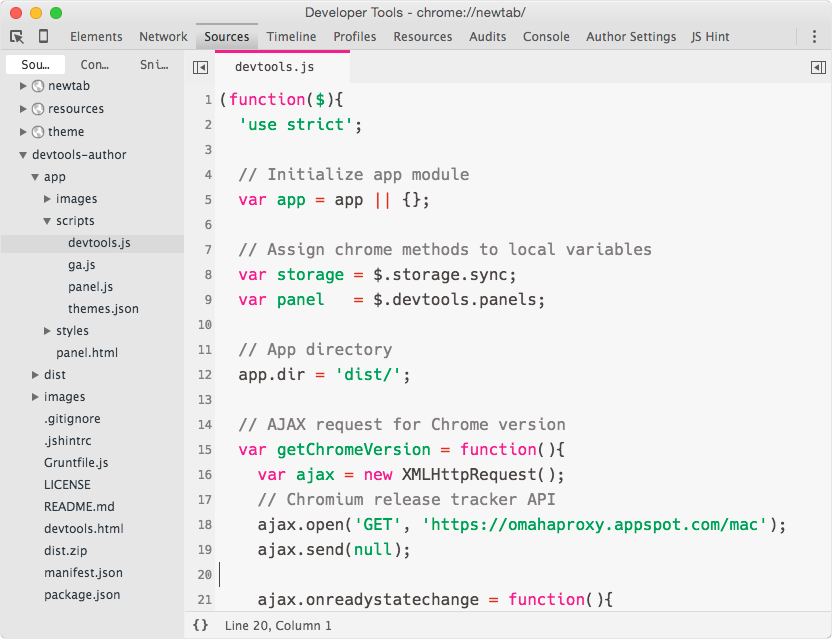 Developer Tools - chrome://newtab/
Elements Network Sources Timeline Profiles Resources Audits Console Author Settings JS Hint
Sou... Con... Sni...
newtab
resources
theme
devtools-author
app
images
scripts
devtools.js
ga.js
panel.js
themes.json
styles
panel.html
dist
images
.gitignore
.jshintrc
Gruntfile.js
LICENSE
README.md
devtools.html
dist.zip
manifest.json
package.json
devtools.js
1 (function($){
2   'use strict';
3
4   // Initialize app module
5   var app = app || {};
6
7   // Assign chrome methods to local variables
8   var storage = $.storage.sync;
9   var panel   = $.devtools.panels;
10
11   // App directory
12   app.dir = 'dist/';
13
14   // AJAX request for Chrome version
15   var getChromeVersion = function(){
16     var ajax = new XMLHttpRequest();
17     // Chromium release tracker API
18     ajax.open('GET', 'https://omahaproxy.appspot.com/mac');
19     ajax.send(null);
20
21     ajax.onreadystatechange = function(){
{} Line 20, Column 1